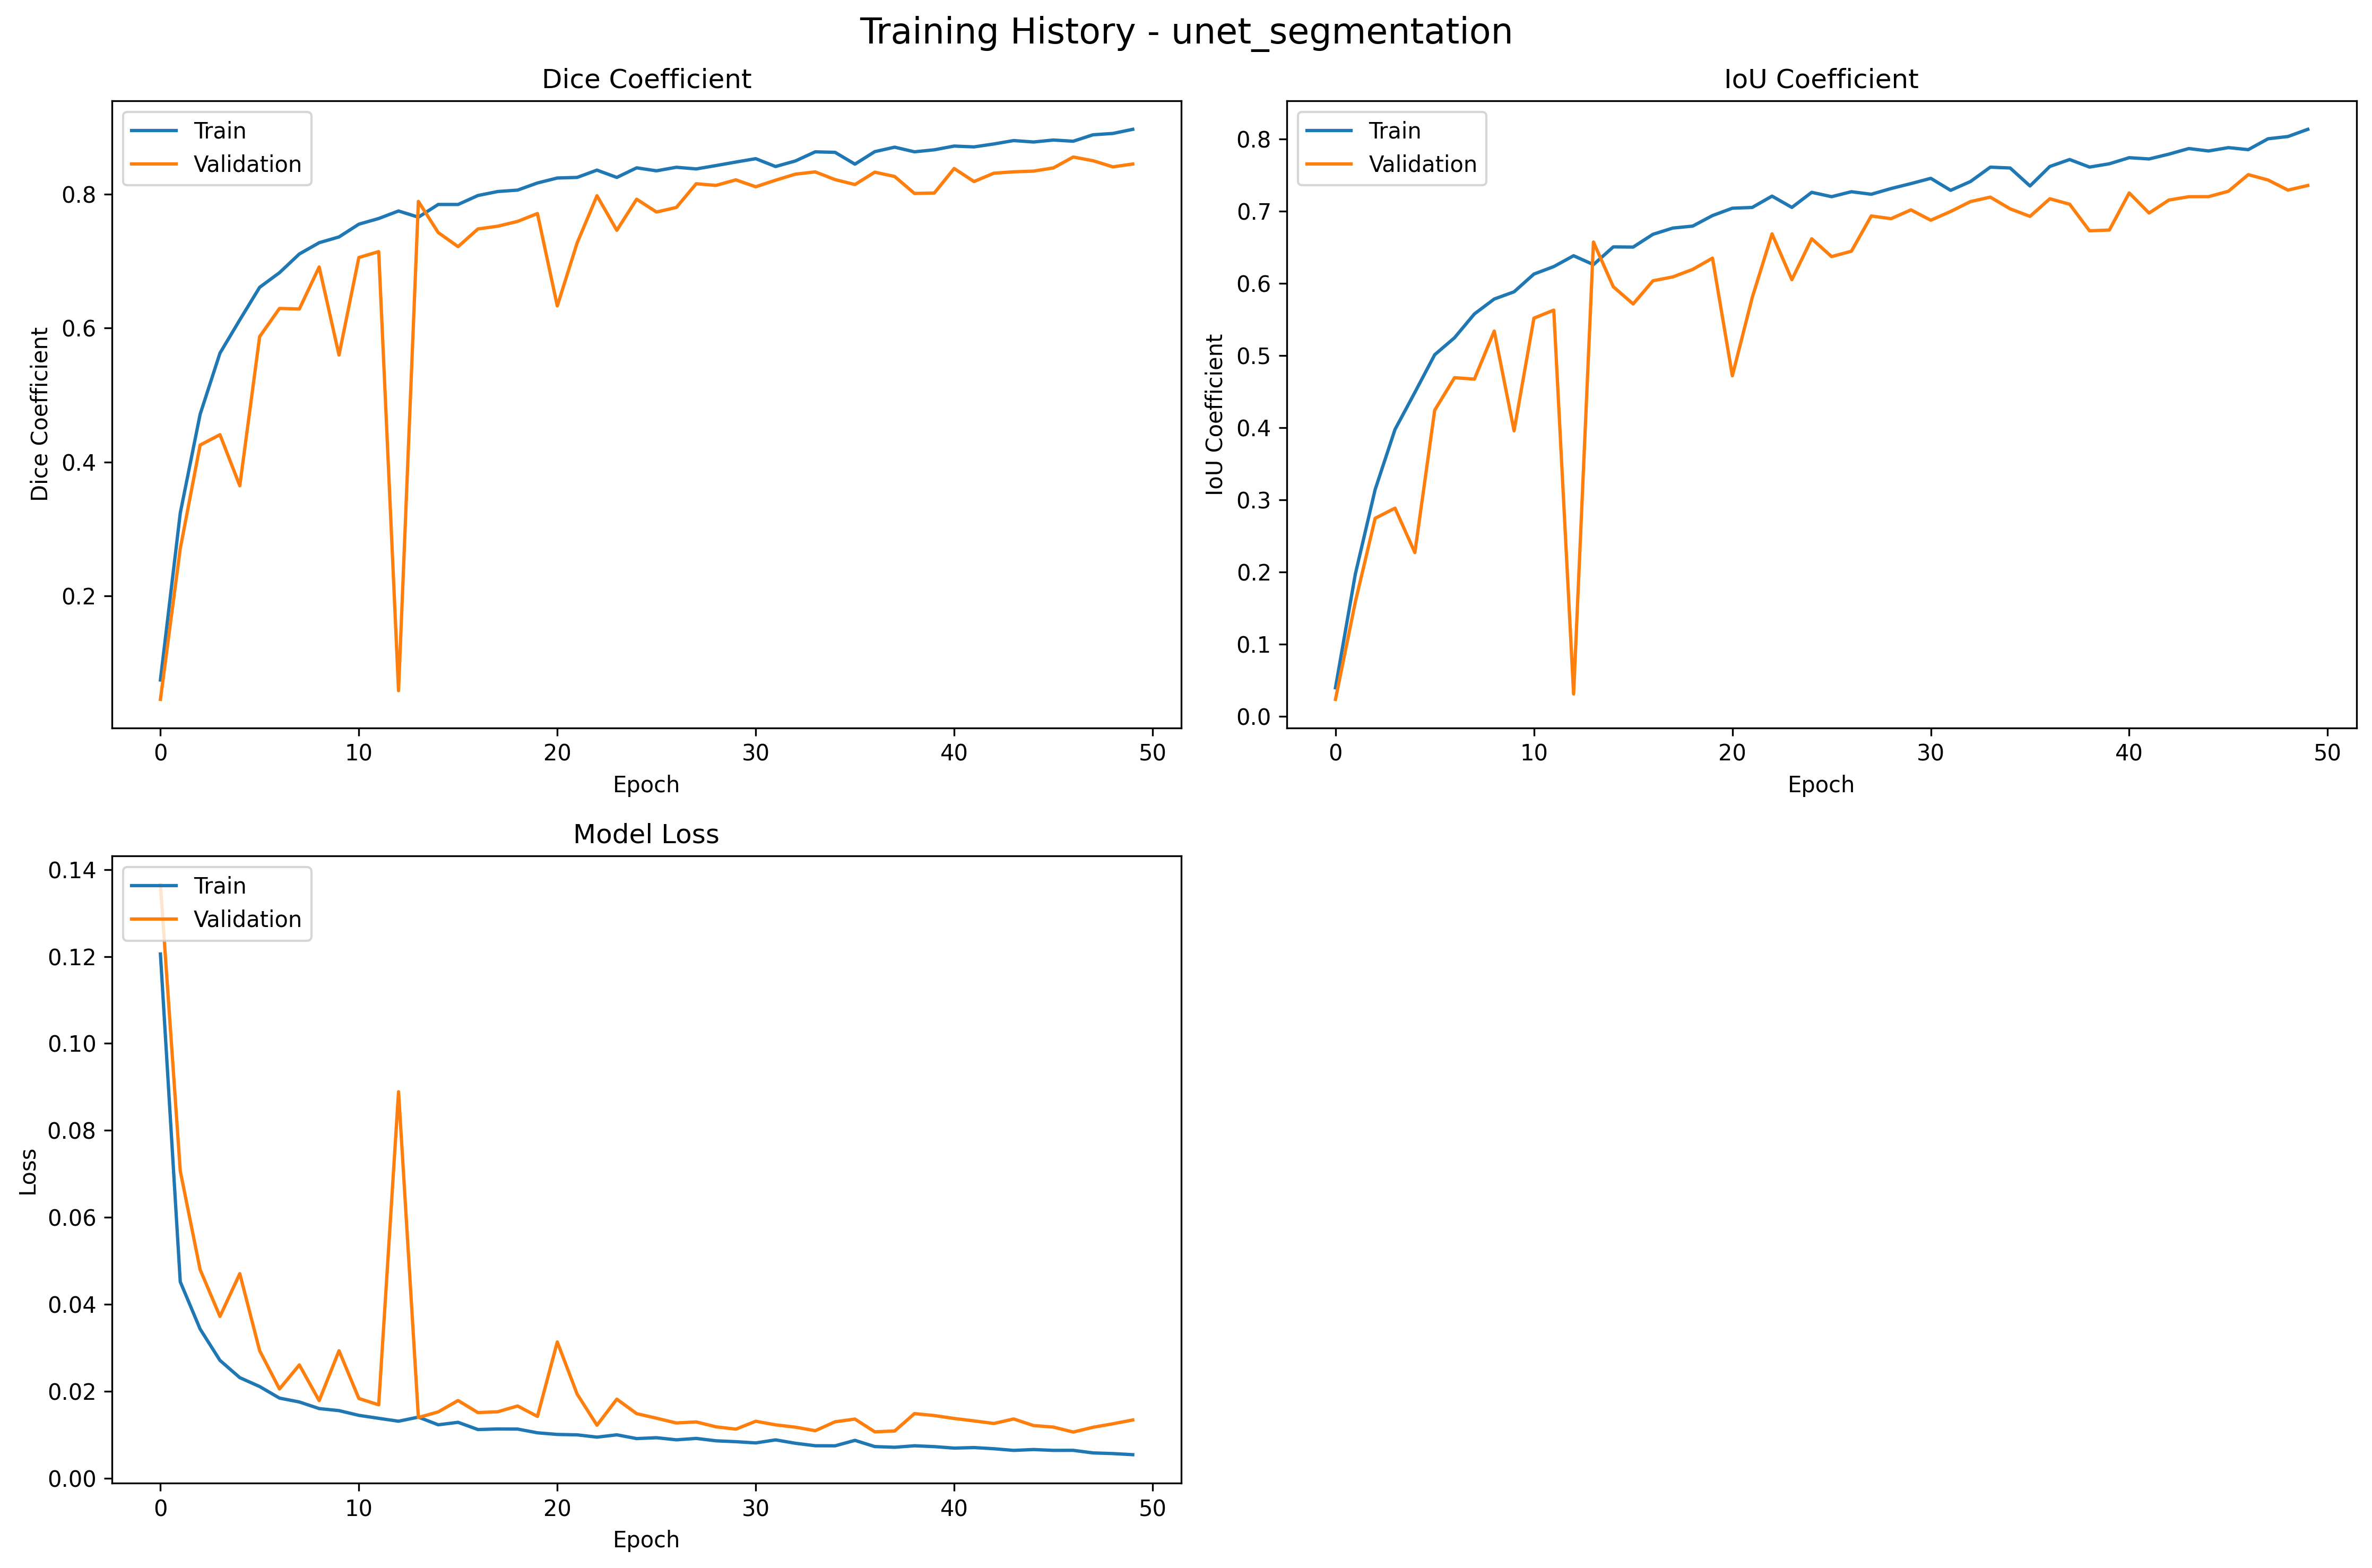 Training History - unet_segmentation
Dice Coefficient
Train
Validation
Dice Coefficient
0.8
0.6
0.4
0.2
0
10
20
30
40
50
Epoch
IoU Coefficient
Train
Validation
IoU Coefficient
0.8
0.7
0.6
0.5
0.4
0.3
0.2
0.1
0.0
0
10
20
30
40
50
Epoch
Model Loss
Train
Validation
Loss
0.14
0.12
0.10
0.08
0.06
0.04
0.02
0.00
0
10
20
30
40
50
Epoch